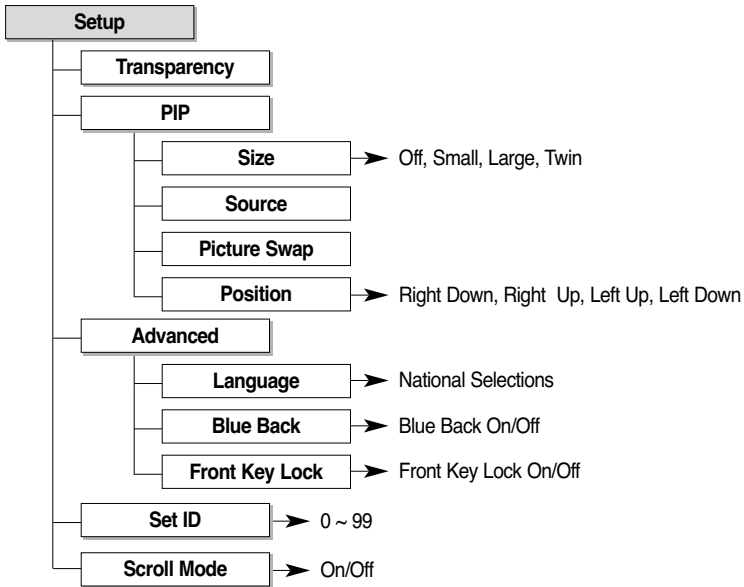 Setup
Transparency
PIP
Size Off, Small, Large, Twin
Source
Picture Swap
Position Right Down, Right Up, Left Up, Left Down
Advanced
Language National Selections
Blue Back Blue Back On/Off
Front Key Lock Front Key Lock On/Off
Set ID 0 ~ 99
Scroll Mode On/Off